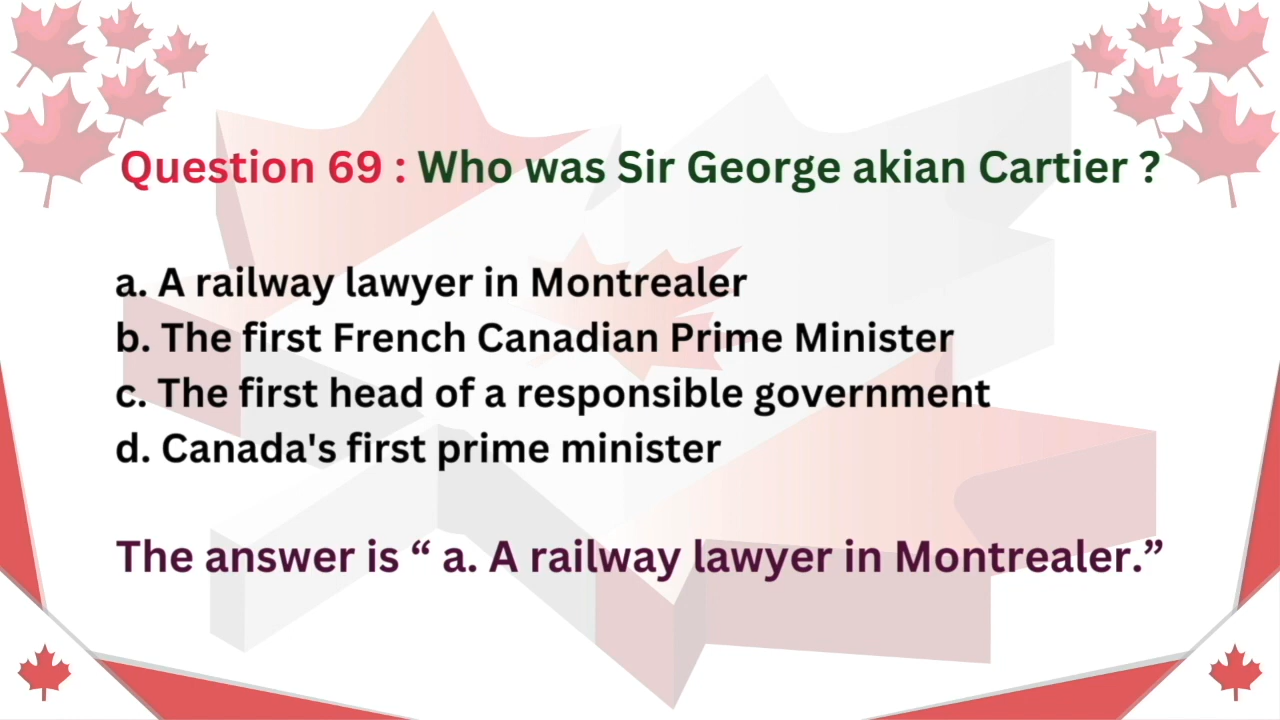 Question 69 : Who was Sir George akian Cartier ?
a. A railway lawyer in Montrealer
b. The first French Canadian Prime Minister
c. The first head of a responsible government
d. Canada's first prime minister
The answer is “ a. A railway lawyer in Montrealer.”